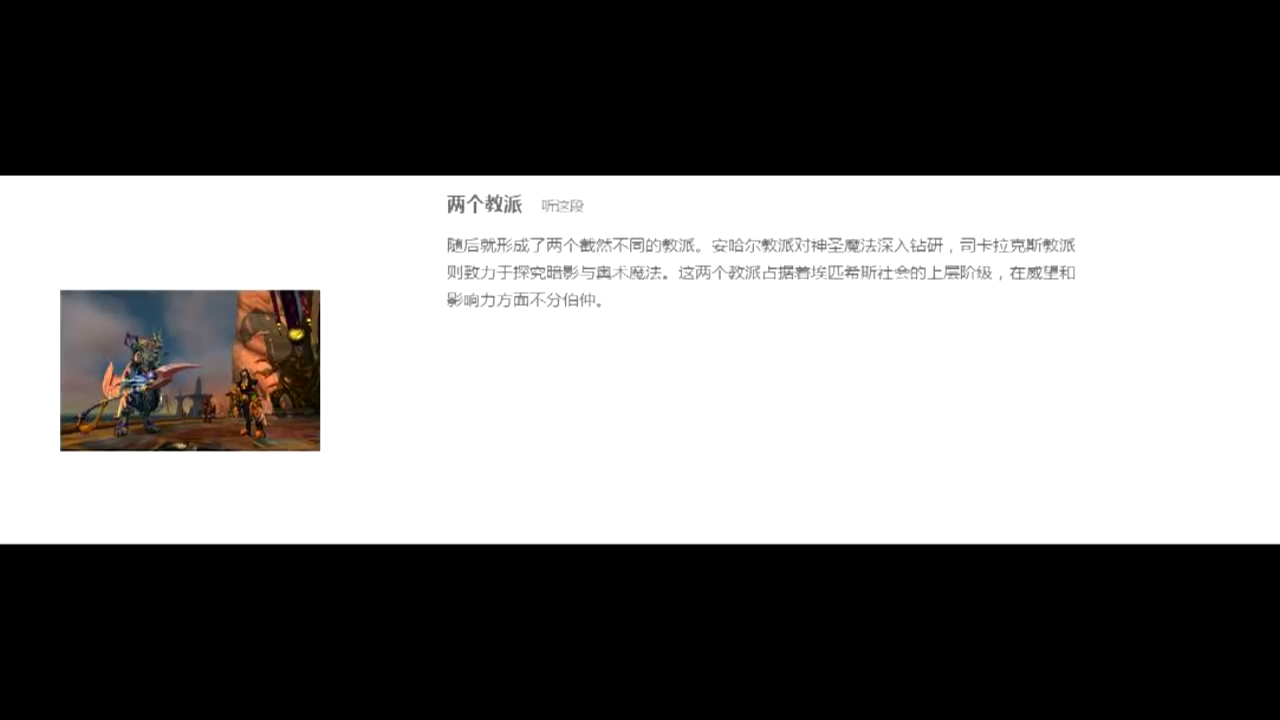 两个教派 听这段
随后就形成了两个截然不同的教派。安哈尔教派对神圣魔法深入钻研，司卡拉克斯教派
则致力于探究暗影与奥术魔法。这两个教派占据着埃匹希斯社会的上层阶级，在威望和
影响力方面不分伯仲。